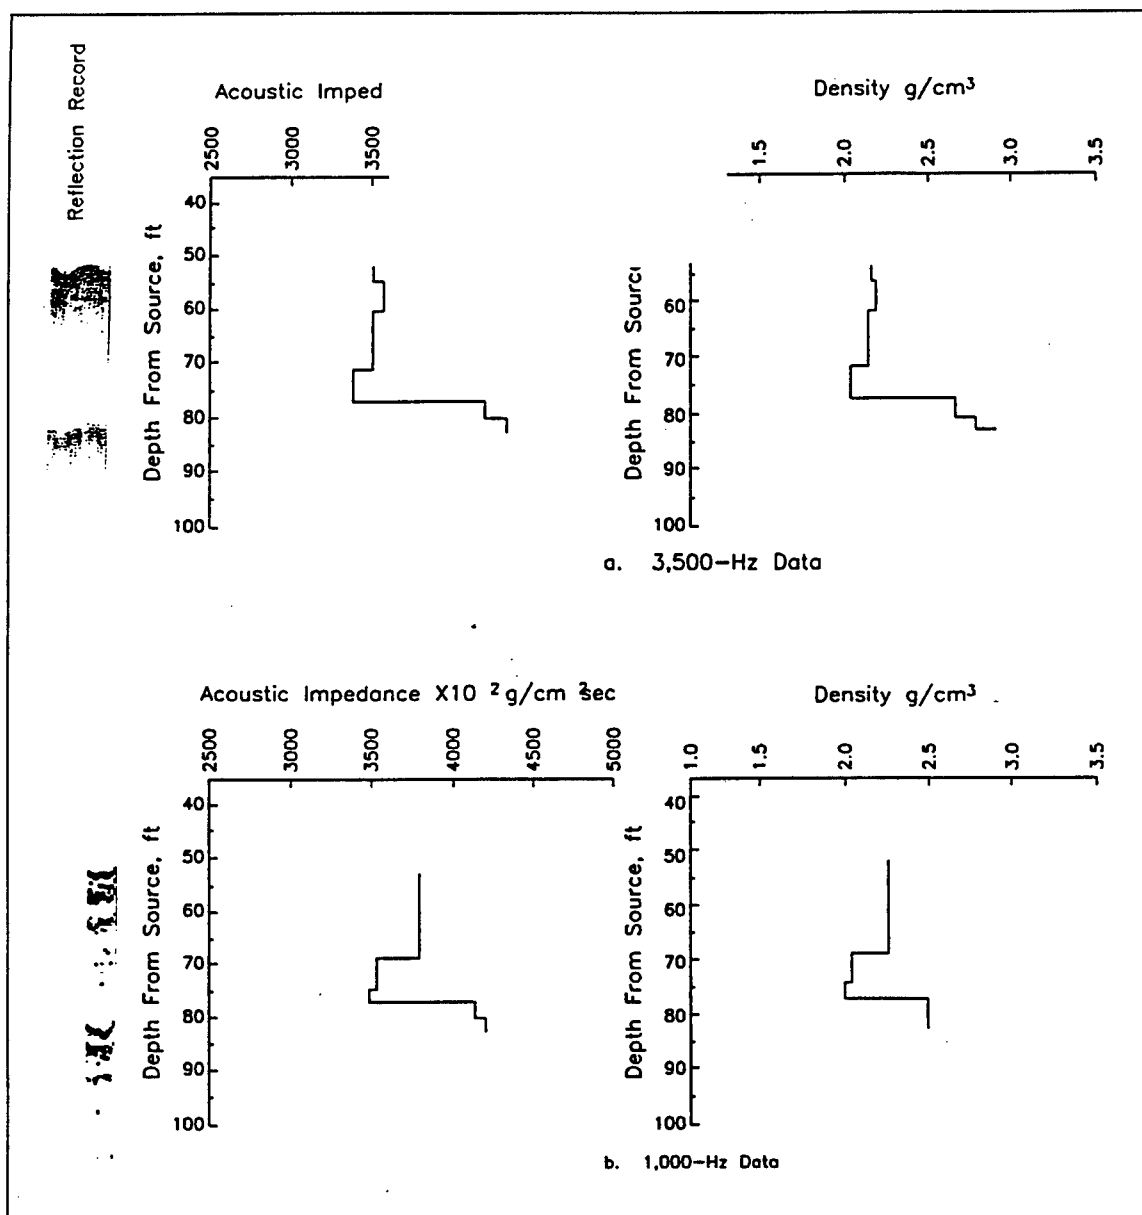 Reflection Record
Acoustic Imped
2500 3000 3500
Depth From Source, ft
40
50
60
70
80
90
100
Density g/cm³
1.5 2.0 2.5 3.0 3.5
Depth From Sourc
60
70
80
90
100
a. 3,500-Hz Data
Acoustic Impedance X10 ² g/cm ² sec
2500 3000 3500 4000 4500 5000
Depth From Source, ft
40
50
60
70
80
90
100
Density g/cm³
1.0 1.5 2.0 2.5 3.0 3.5
Depth From Source, ft
40
50
60
70
80
90
100
b. 1,000-Hz Data